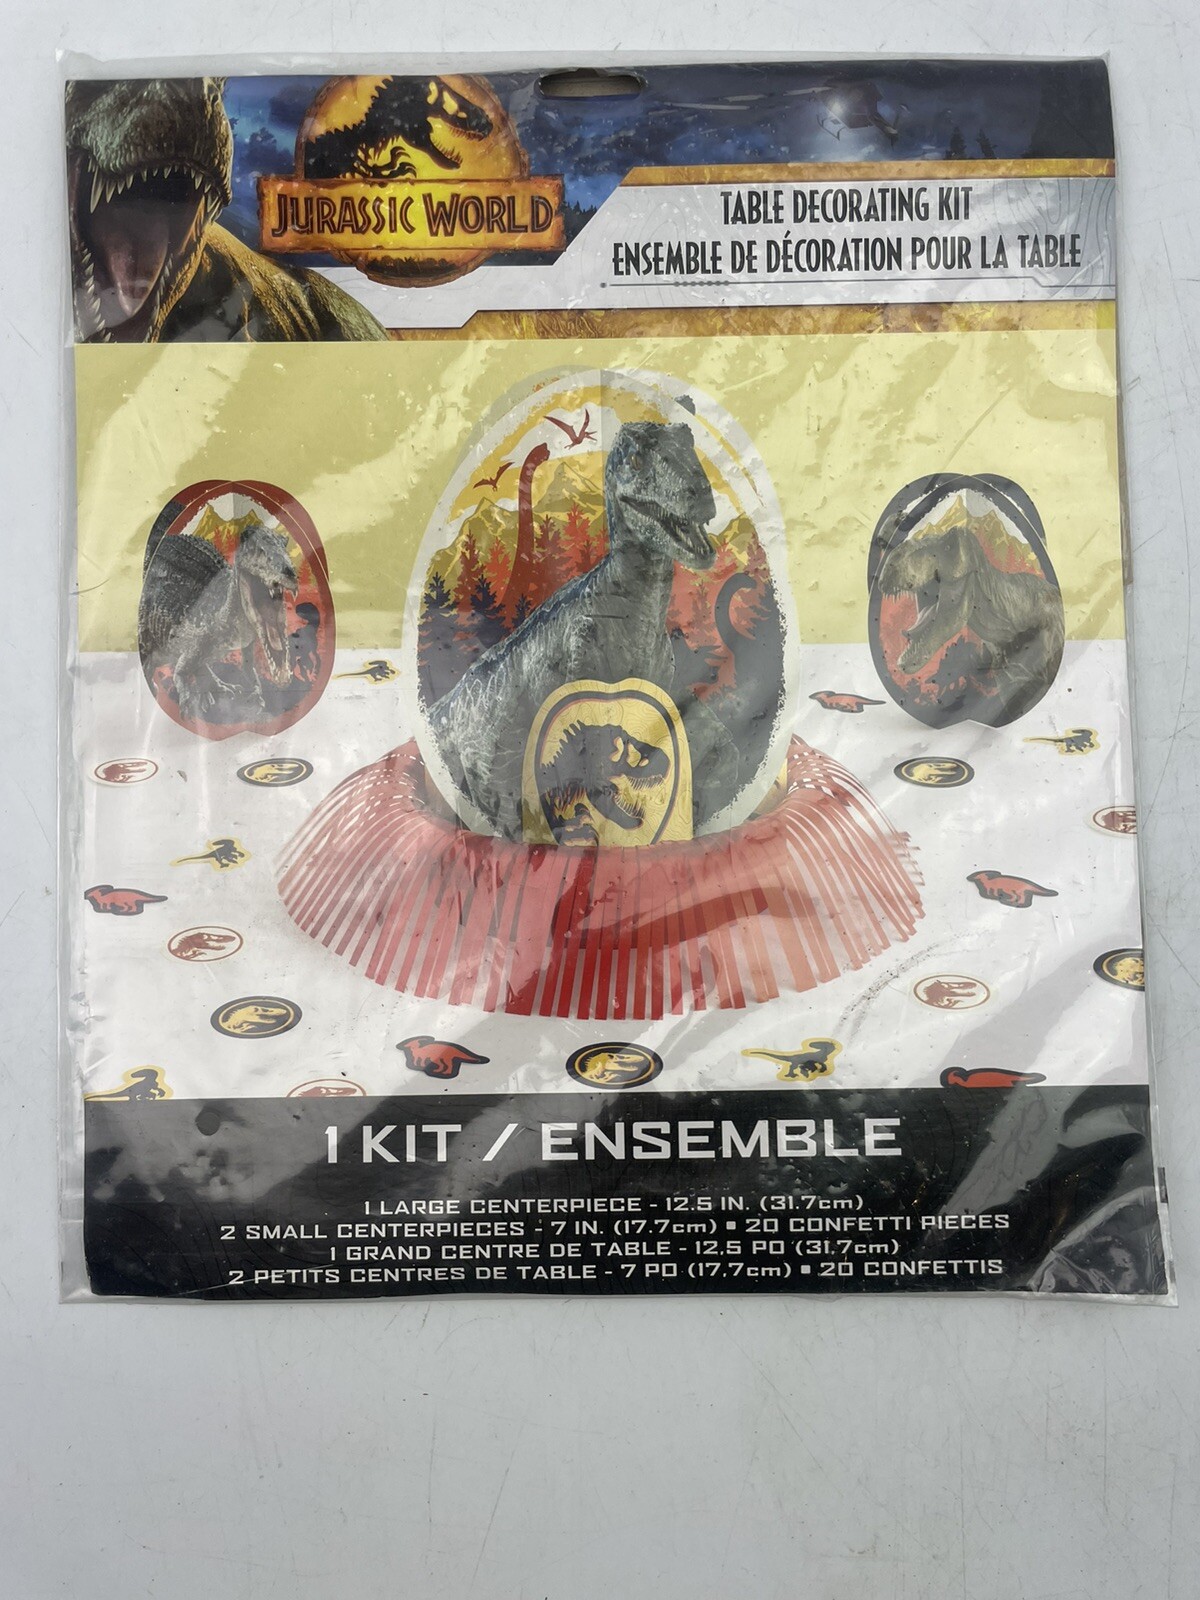 JURASSIC WORLD
TABLE DECORATING KIT
ENSEMBLE DE DÉCORATION POUR LA TABLE
1 KIT / ENSEMBLE
1 LARGE CENTERPIECE - 12.5 IN. (31.7cm)
2 SMALL CENTERPIECES - 7 IN. (17.7cm) ▪ 20 CONFETTI PIECES
1 GRAND CENTRE DE TABLE - 12,5 PO (31,7cm)
2 PETITS CENTRES DE TABLE - 7 PO (17,7cm) ▪ 20 CONFETTIS